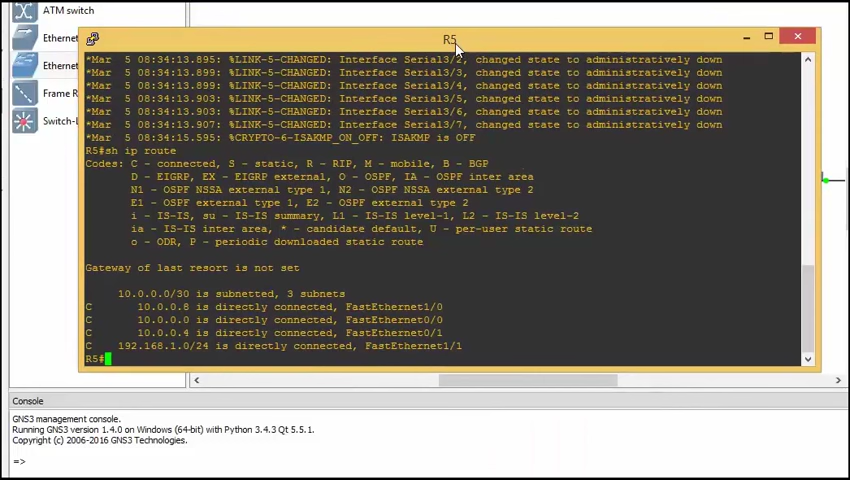 ATM switch
Ethernet
Ethernet
Frame R
Switch-L
R5
*Mar  5 08:34:13.895: %LINK-5-CHANGED: Interface Serial3/2, changed state to administratively down
*Mar  5 08:34:13.899: %LINK-5-CHANGED: Interface Serial3/3, changed state to administratively down
*Mar  5 08:34:13.899: %LINK-5-CHANGED: Interface Serial3/4, changed state to administratively down
*Mar  5 08:34:13.903: %LINK-5-CHANGED: Interface Serial3/5, changed state to administratively down
*Mar  5 08:34:13.903: %LINK-5-CHANGED: Interface Serial3/6, changed state to administratively down
*Mar  5 08:34:13.907: %LINK-5-CHANGED: Interface Serial3/7, changed state to administratively down
*Mar  5 08:34:15.595: %CRYPTO-6-ISAKMP_ON_OFF: ISAKMP is OFF
R5#sh ip route
Codes: C - connected, S - static, R - RIP, M - mobile, B - BGP
D - EIGRP, EX - EIGRP external, O - OSPF, IA - OSPF inter area
N1 - OSPF NSSA external type 1, N2 - OSPF NSSA external type 2
E1 - OSPF external type 1, E2 - OSPF external type 2
i - IS-IS, su - IS-IS summary, L1 - IS-IS level-1, L2 - IS-IS level-2
ia - IS-IS inter area, * - candidate default, U - per-user static route
o - ODR, P - periodic downloaded static route
Gateway of last resort is not set
10.0.0.0/30 is subnetted, 3 subnets
C       10.0.0.8 is directly connected, FastEthernet1/0
C       10.0.0.0 is directly connected, FastEthernet0/0
C       10.0.0.4 is directly connected, FastEthernet0/1
C    192.168.1.0/24 is directly connected, FastEthernet1/1
R5#
Console
GNS3 management console.
Running GNS3 version 1.4.0 on Windows (64-bit) with Python 3.4.3 Qt 5.5.1.
Copyright (c) 2006-2016 GNS3 Technologies.
=>